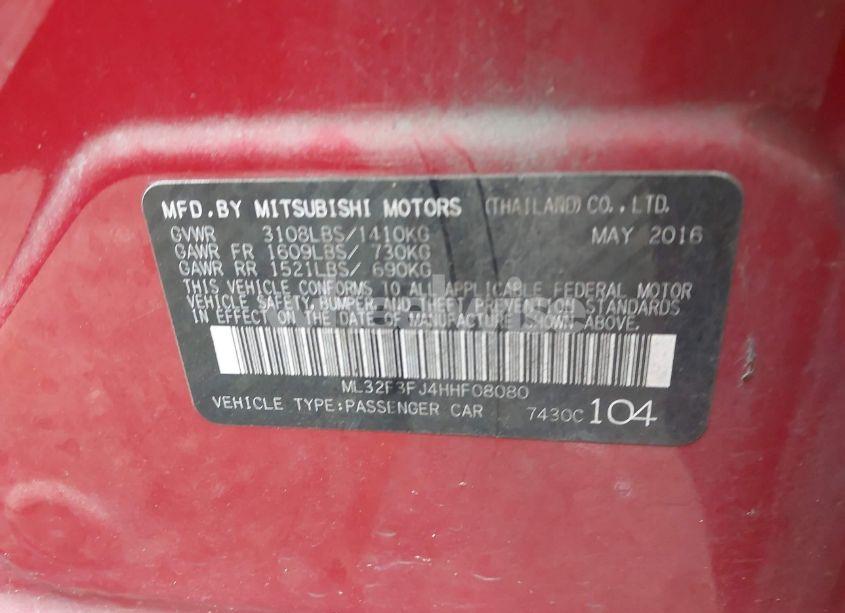 MFD.BY MITSUBISHI MOTORS (THAILAND)CO.,LTD.
GVWR 3108LBS/1410KG MAY 2016
GAWR FR 1609LBS/ 730KG
GAWR RR 1521LBS/ 690KG
THIS VEHICLE CONFORMS TO ALL APPLICABLE FEDERAL MOTOR
VEHICLE SAFETY,BUMPER,AND THEFT PREVENTION STANDARDS
IN EFFECT ON THE DATE OF MANUFACTURE SHOWN ABOVE.
ML32F3FJ4HHF08080
VEHICLE TYPE:PASSENGER CAR 7430C 104